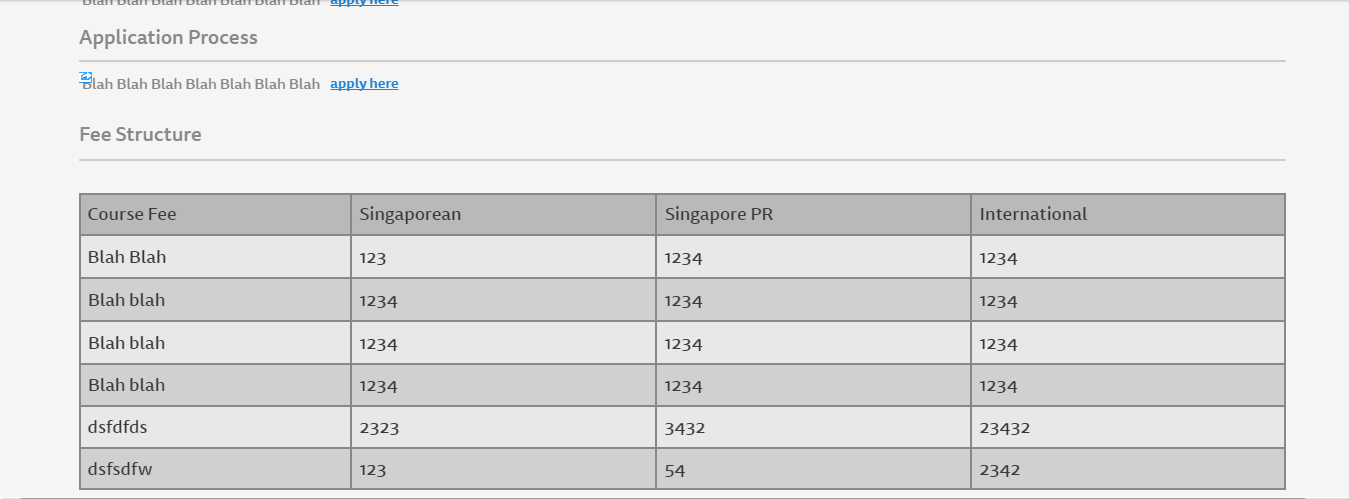 Blah Blah Blah Blah Blah Blah Blah apply here
Application Process
Blah Blah Blah Blah Blah Blah Blah apply here
Fee Structure
Course Fee Singaporean Singapore PR International
Blah Blah 123 1234 1234
Blah blah 1234 1234 1234
Blah blah 1234 1234 1234
Blah blah 1234 1234 1234
dsfdfds 2323 3432 23432
dsfsdfw 123 54 2342